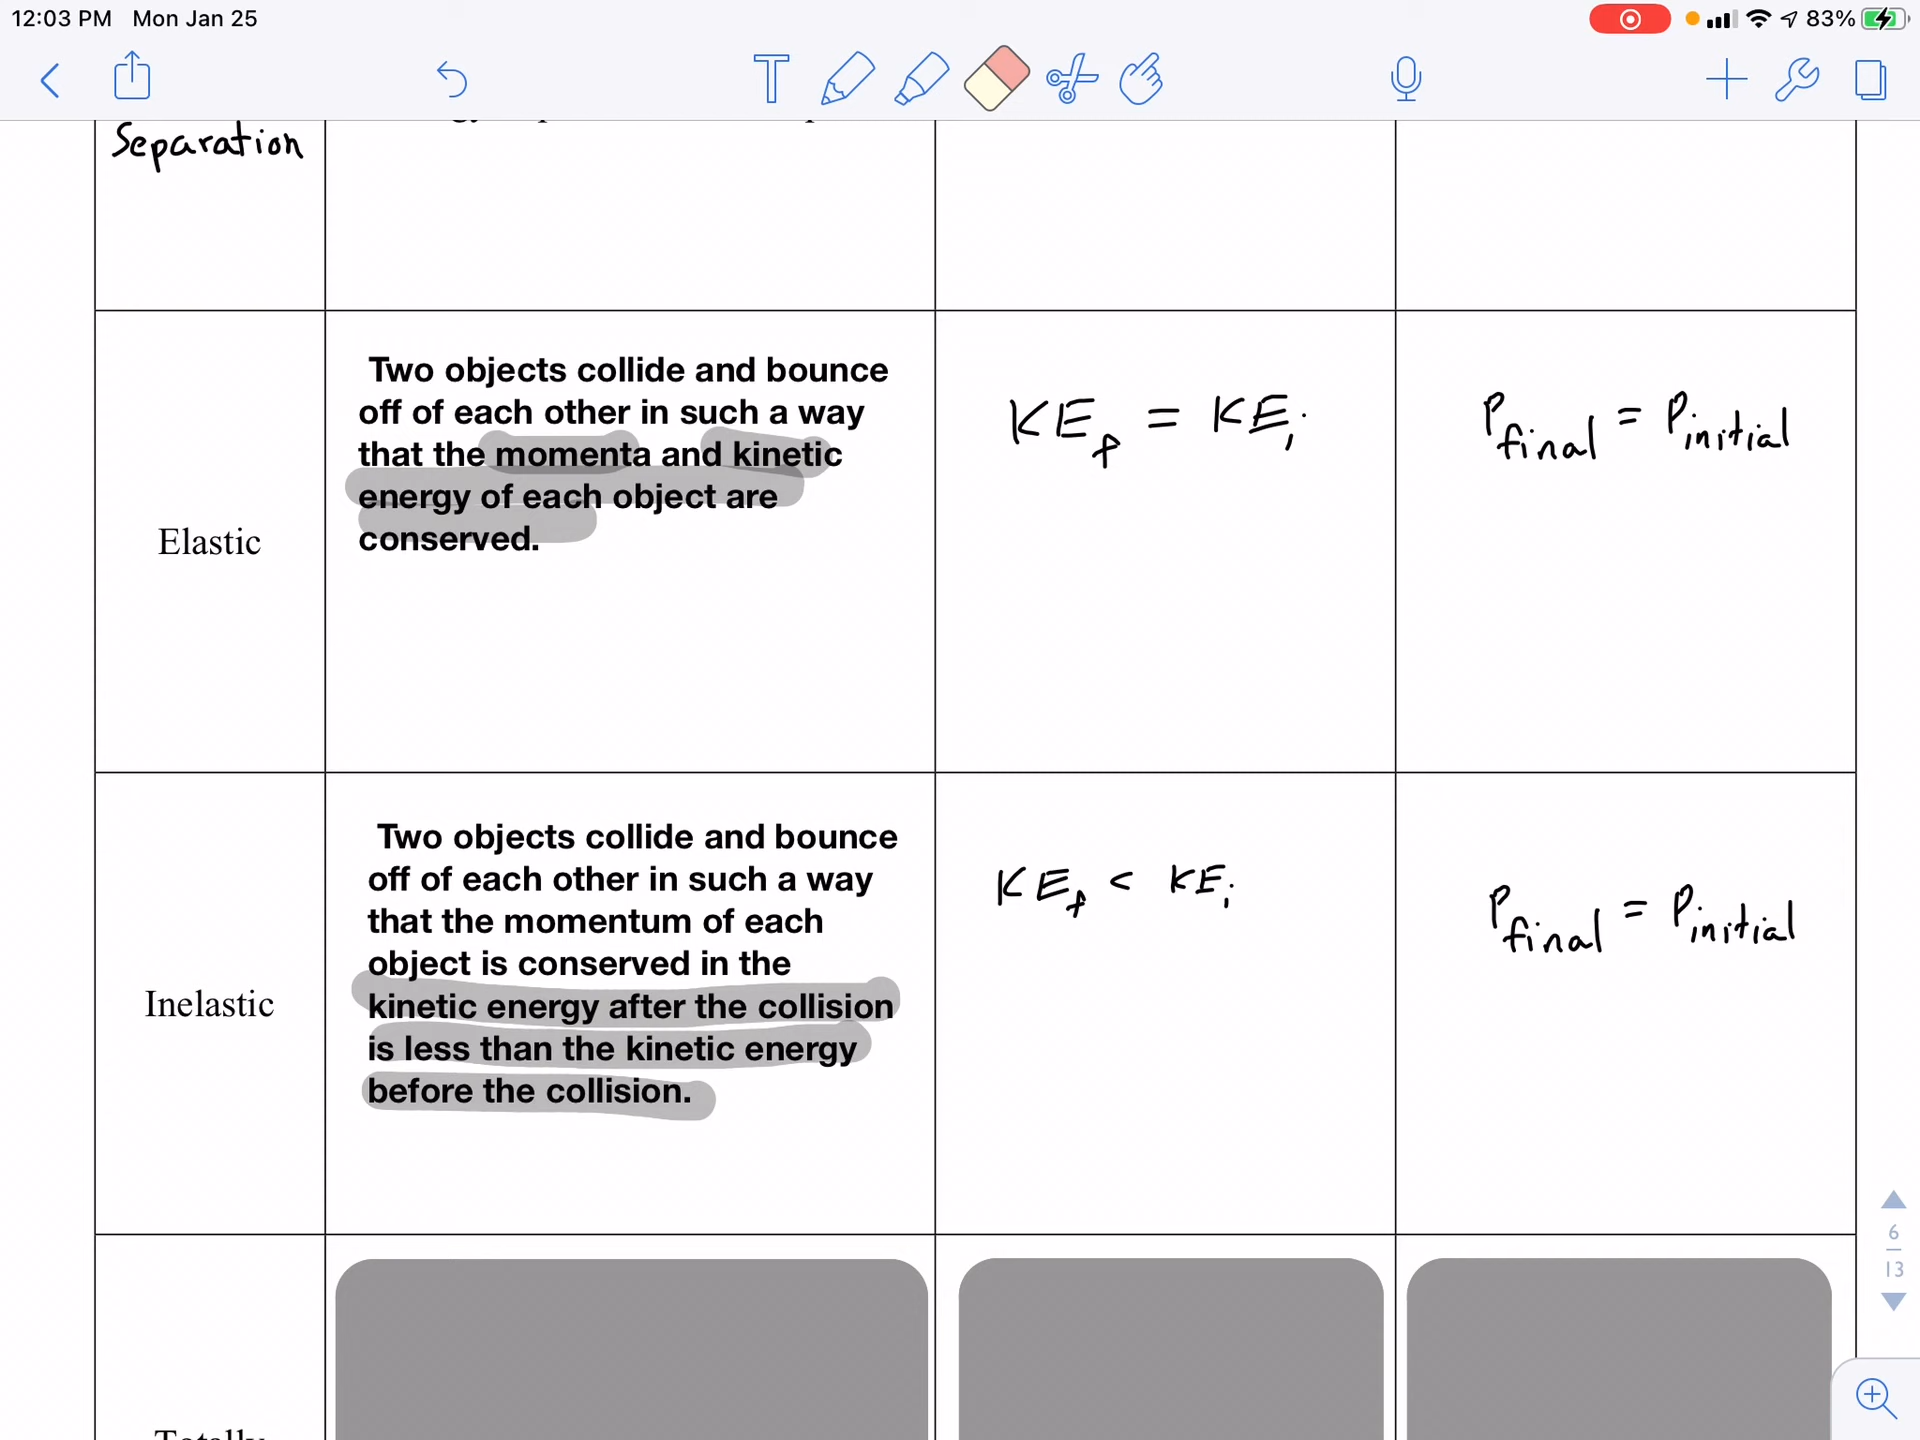 12:03 PM Mon Jan 25
83%
T
Separation
Elastic
Two objects collide and bounce
off of each other in such a way
that the momenta and kinetic
energy of each object are
conserved.
KEf = KEi
Pfinal = Pinitial
Inelastic
Two objects collide and bounce
off of each other in such a way
that the momentum of each
object is conserved in the
kinetic energy after the collision
is less than the kinetic energy
before the collision.
KEf < KEi
Pfinal = Pinitial
6
13
Totally